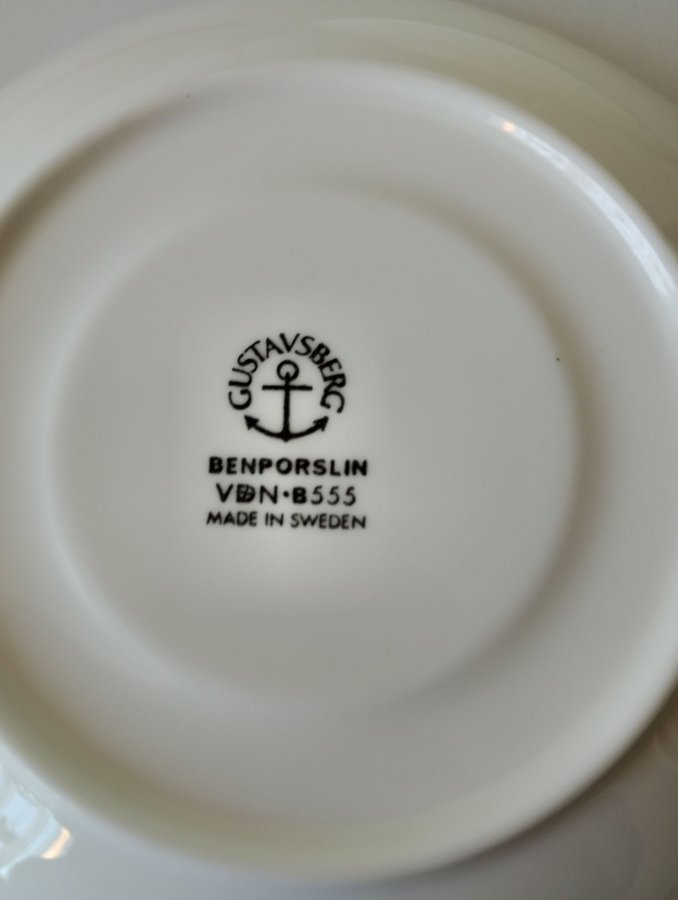 GUSTAVSBERG
BENPORSLIN
VDN·B555
MADE IN SWEDEN